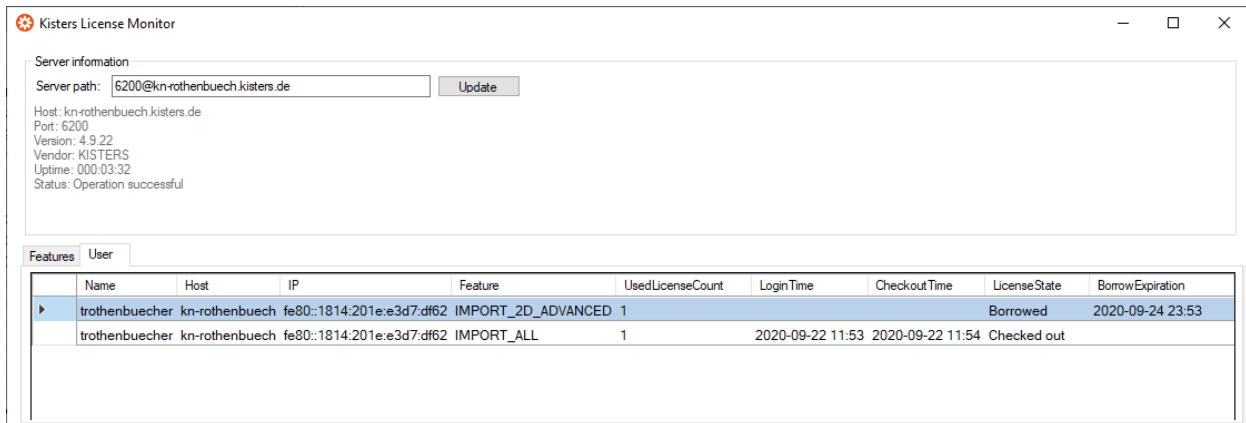 Kisters License Monitor
Server information
Server path: 6200@kn-rothenbuech.kisters.de Update
Host: kn-rothenbuech.kisters.de
Port: 6200
Version: 4.9.22
Vendor: KISTERS
Uptime: 000:03:32
Status: Operation successful
Features User
Name Host IP Feature UsedLicenseCount LoginTime CheckoutTime LicenseState BorrowExpiration
trothenbuecher kn-rothenbuech fe80::1814:201e:e3d7:df62 IMPORT_2D_ADVANCED 1 Borrowed 2020-09-24 23:53
trothenbuecher kn-rothenbuech fe80::1814:201e:e3d7:df62 IMPORT_ALL 1 2020-09-22 11:53 2020-09-22 11:54 Checked out